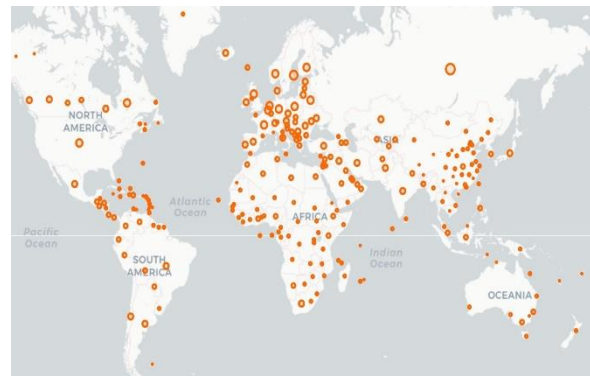 NORTH
AMERICA
ASIA
Atlantic
Ocean
AFRICA
Pacific
Ocean
Indian
Ocean
SOUTH
AMERICA
OCEANIA